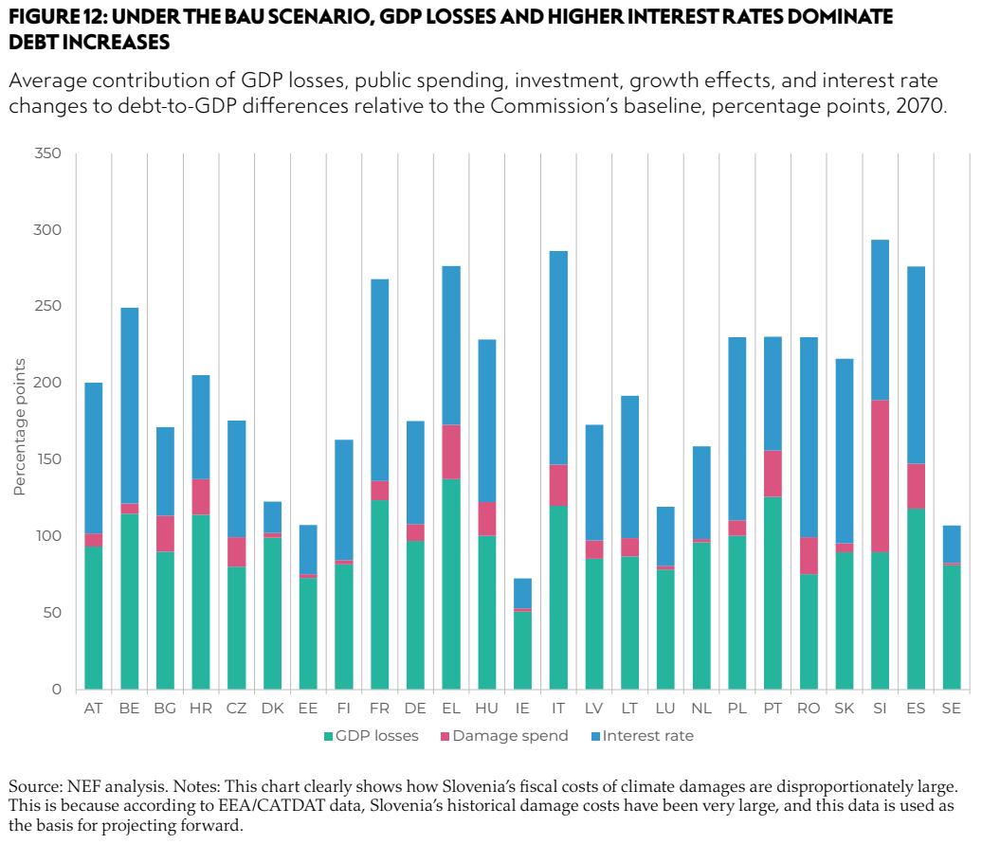 FIGURE 12: UNDER THE BAU SCENARIO, GDP LOSSES AND HIGHER INTEREST RATES DOMINATE
DEBT INCREASES
Average contribution of GDP losses, public spending, investment, growth effects, and interest rate
changes to debt-to-GDP differences relative to the Commission's baseline, percentage points, 2070.
350
300
250
200
150
100
50
0
Percentage points
AT BE BG HR CZ DK EE FI FR DE EL HU IE IT LV LT LU NL PL PT RO SK SI ES SE
GDP losses Damage spend Interest rate
Source: NEF analysis. Notes: This chart clearly shows how Slovenia's fiscal costs of climate damages are disproportionately large.
This is because according to EEA/CATDAT data, Slovenia's historical damage costs have been very large, and this data is used as
the basis for projecting forward.